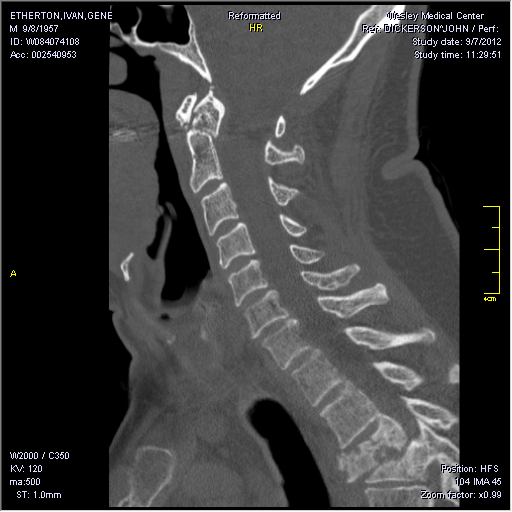 ETHERTON,IVAN,GENE
M 9/8/1957
ID: W084074108
Acc: 002540953
Reformatted
HR
Wesley Medical Center
Ref: DICKERSON^JOHN / Perf:
Study date: 9/7/2012
Study time: 11:29:51
A
4cm
W2000 / C350
KV: 120
ma:500
ST: 1.0mm
Position: HFS
104 IMA 45
Zoom factor: x0.99